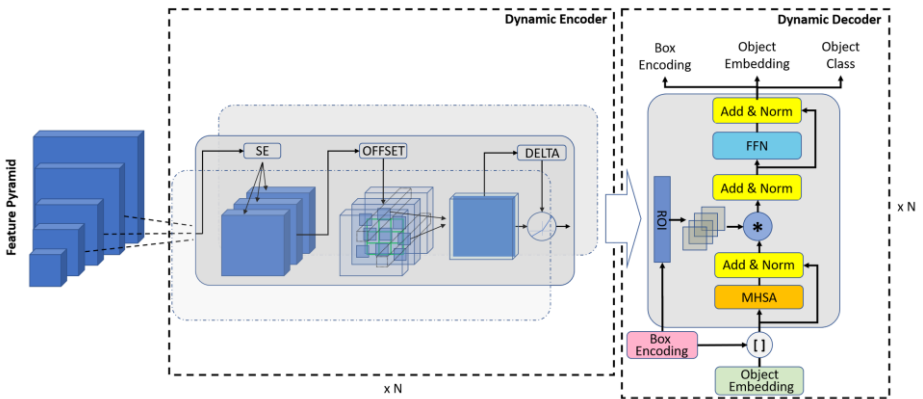 Dynamic Encoder
Dynamic Decoder
Feature Pyramid
SE
OFFSET
DELTA
x N
Box
Encoding
Object
Embedding
Object
Class
Add & Norm
FFN
Add & Norm
ROI
*
Add & Norm
MHSA
Box
Encoding
[ ]
Object
Embedding
x N